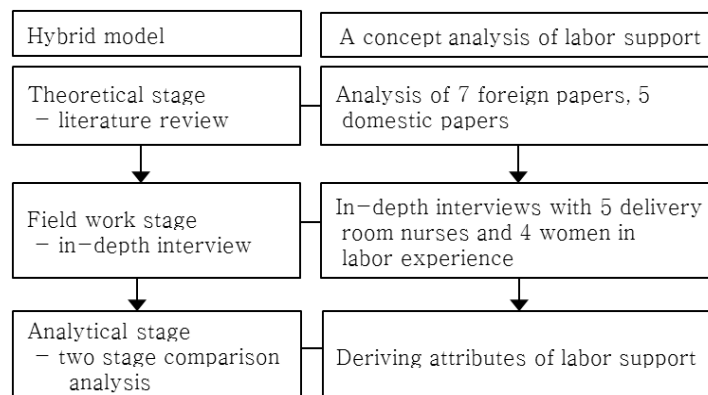 Hybrid model
A concept analysis of labor support
Theoretical stage
- literature review
Analysis of 7 foreign papers, 5
domestic papers
Field work stage
- in-depth interview
In-depth interviews with 5 delivery
room nurses and 4 women in
labor experience
Analytical stage
- two stage comparison
analysis
Deriving attributes of labor support